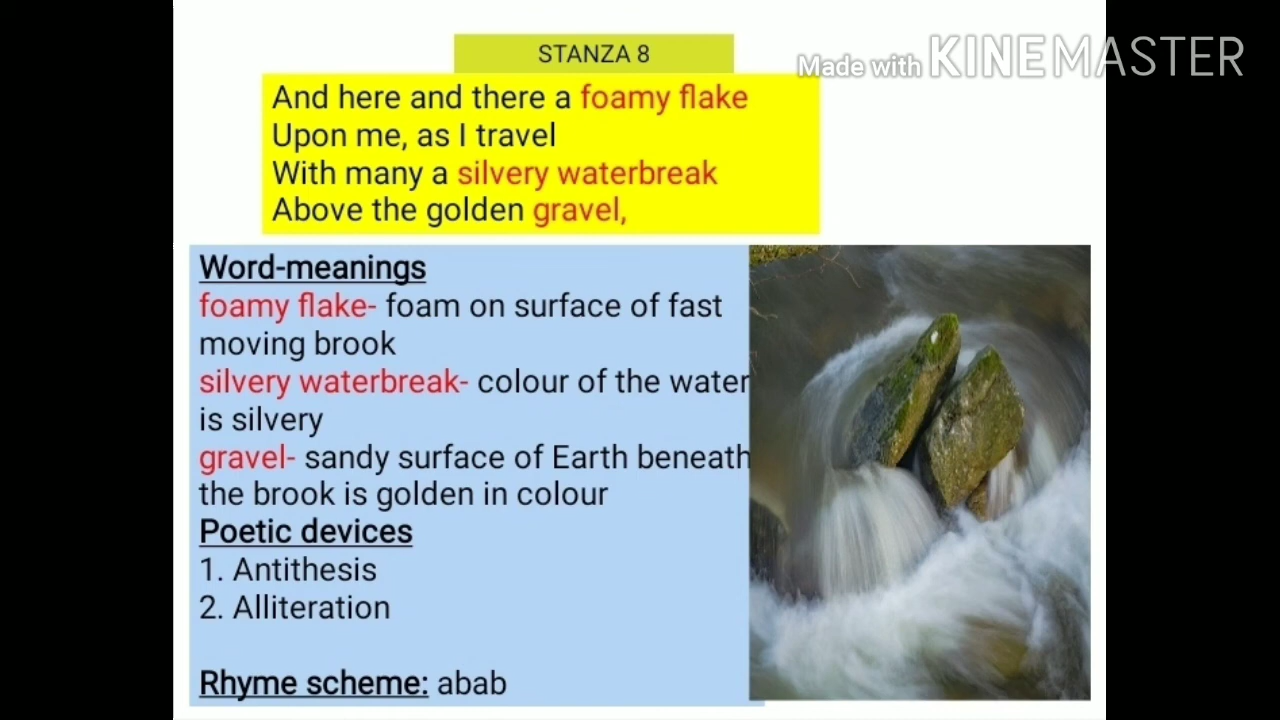 STANZA 8
Made with KINEMASTER
And here and there a foamy flake
Upon me, as I travel
With many a silvery waterbreak
Above the golden gravel,
Word-meanings
foamy flake- foam on surface of fast
moving brook
silvery waterbreak- colour of the water
is silvery
gravel- sandy surface of Earth beneath
the brook is golden in colour
Poetic devices
1. Antithesis
2. Alliteration
Rhyme scheme: abab